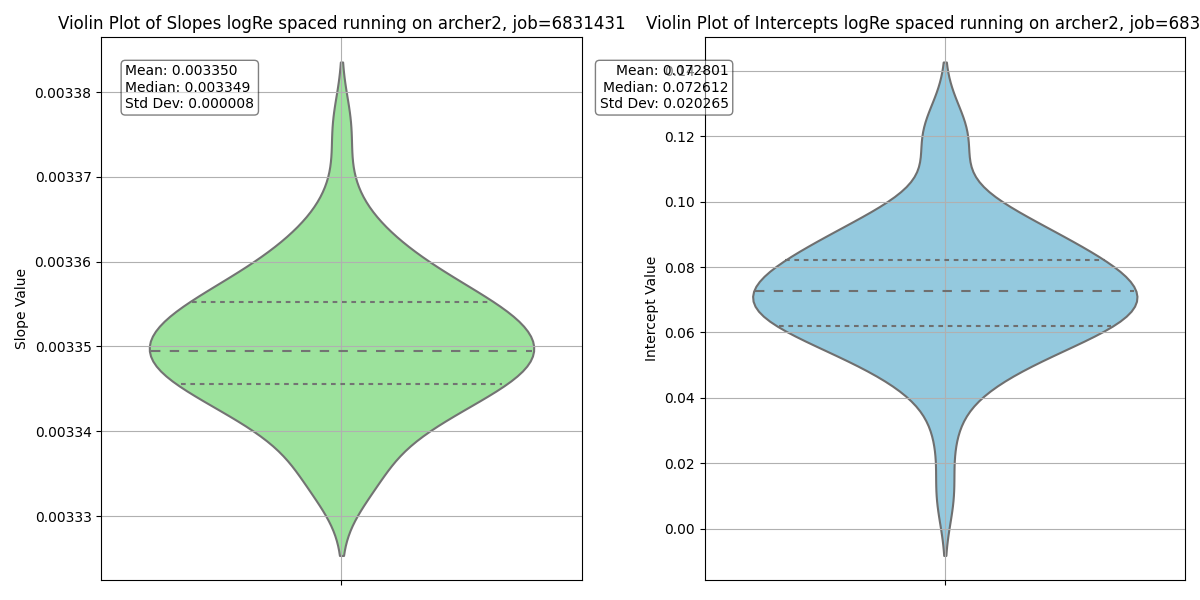 Violin Plot of Slopes logRe spaced running on archer2, job=6831431
Mean: 0.003350
Median: 0.003349
Std Dev: 0.000008
0.00338
0.00337
0.00336
0.00335
0.00334
0.00333
Slope Value
Violin Plot of Intercepts logRe spaced running on archer2, job=683
Mean: 0.072801
Median: 0.072612
Std Dev: 0.020265
0.12
0.10
0.08
0.06
0.04
0.02
0.00
Intercept Value